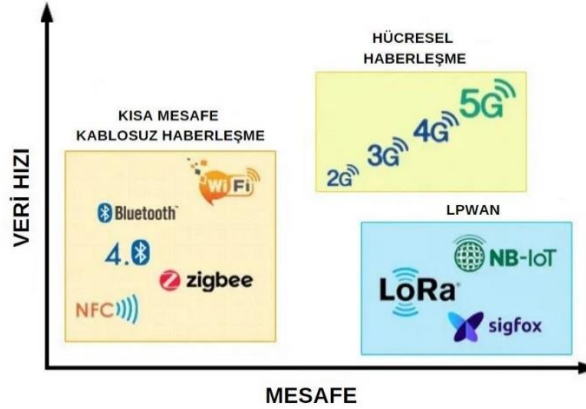 HÜCRESEL
HABERLEŞME
5G
4G
3G
2G
KISA MESAFE
KABLOSUZ HABERLEŞME
WiFi
Bluetooth™
4.0
zigbee
NFC
LPWAN
NB-IoT
LoRa
sigfox
VERİ HIZI
MESAFE